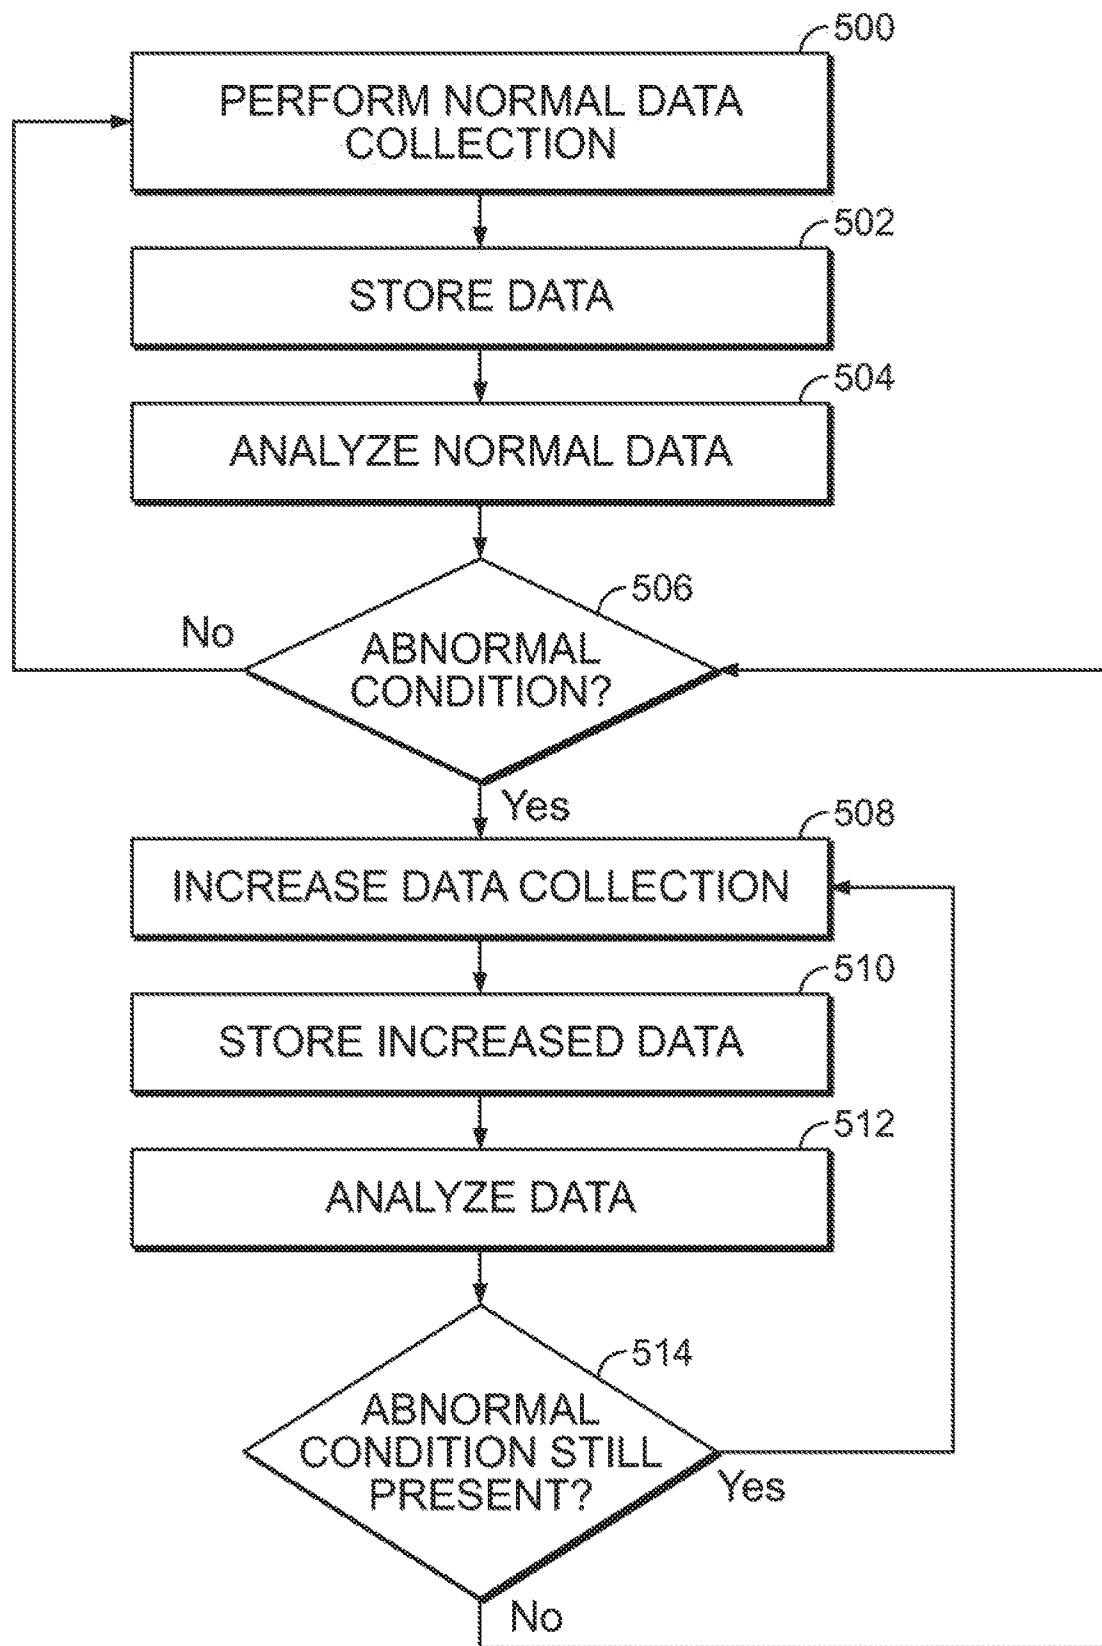 500
PERFORM NORMAL DATA
COLLECTION
502
STORE DATA
504
ANALYZE NORMAL DATA
506
No
ABNORMAL
CONDITION?
Yes
508
INCREASE DATA COLLECTION
510
STORE INCREASED DATA
512
ANALYZE DATA
514
ABNORMAL
CONDITION STILL
PRESENT?
Yes
No